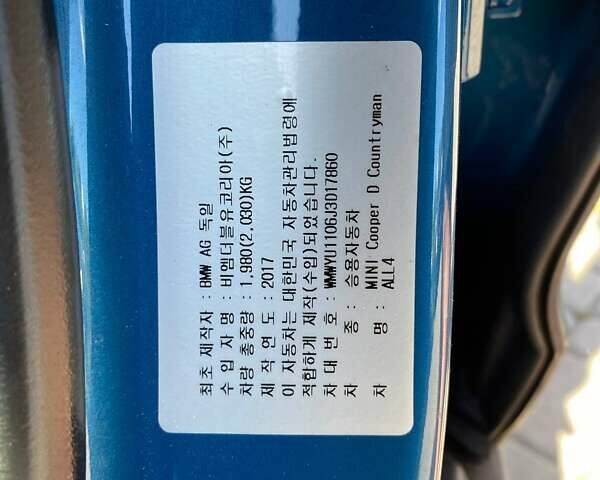 최초 제작자 : BMW AG 독일
수 입 자 명 : 비엠더블유코리아(주)
차량 총중량 : 1,980(2,030)KG
제 작 연 도 : 2017
이 자동차는 대한민국 자동차관리법령에
적합하게 제작(수입)되었습니다.
차 대 번 호 : WMWYU1106J3D17860
차 종 : 승용자동차
차 명 : MINI Cooper D Countryman
ALL4